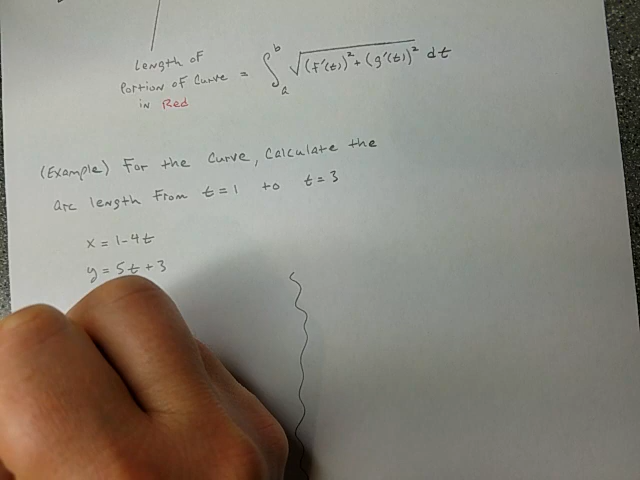 Length of
Portion of Curve = ∫ₐᵇ √(f'(t))² + (g'(t))² dt
in Red
(Example) For the Curve, Calculate the
arc length From t = 1 to t = 3
x = 1-4t
y = 5t + 3